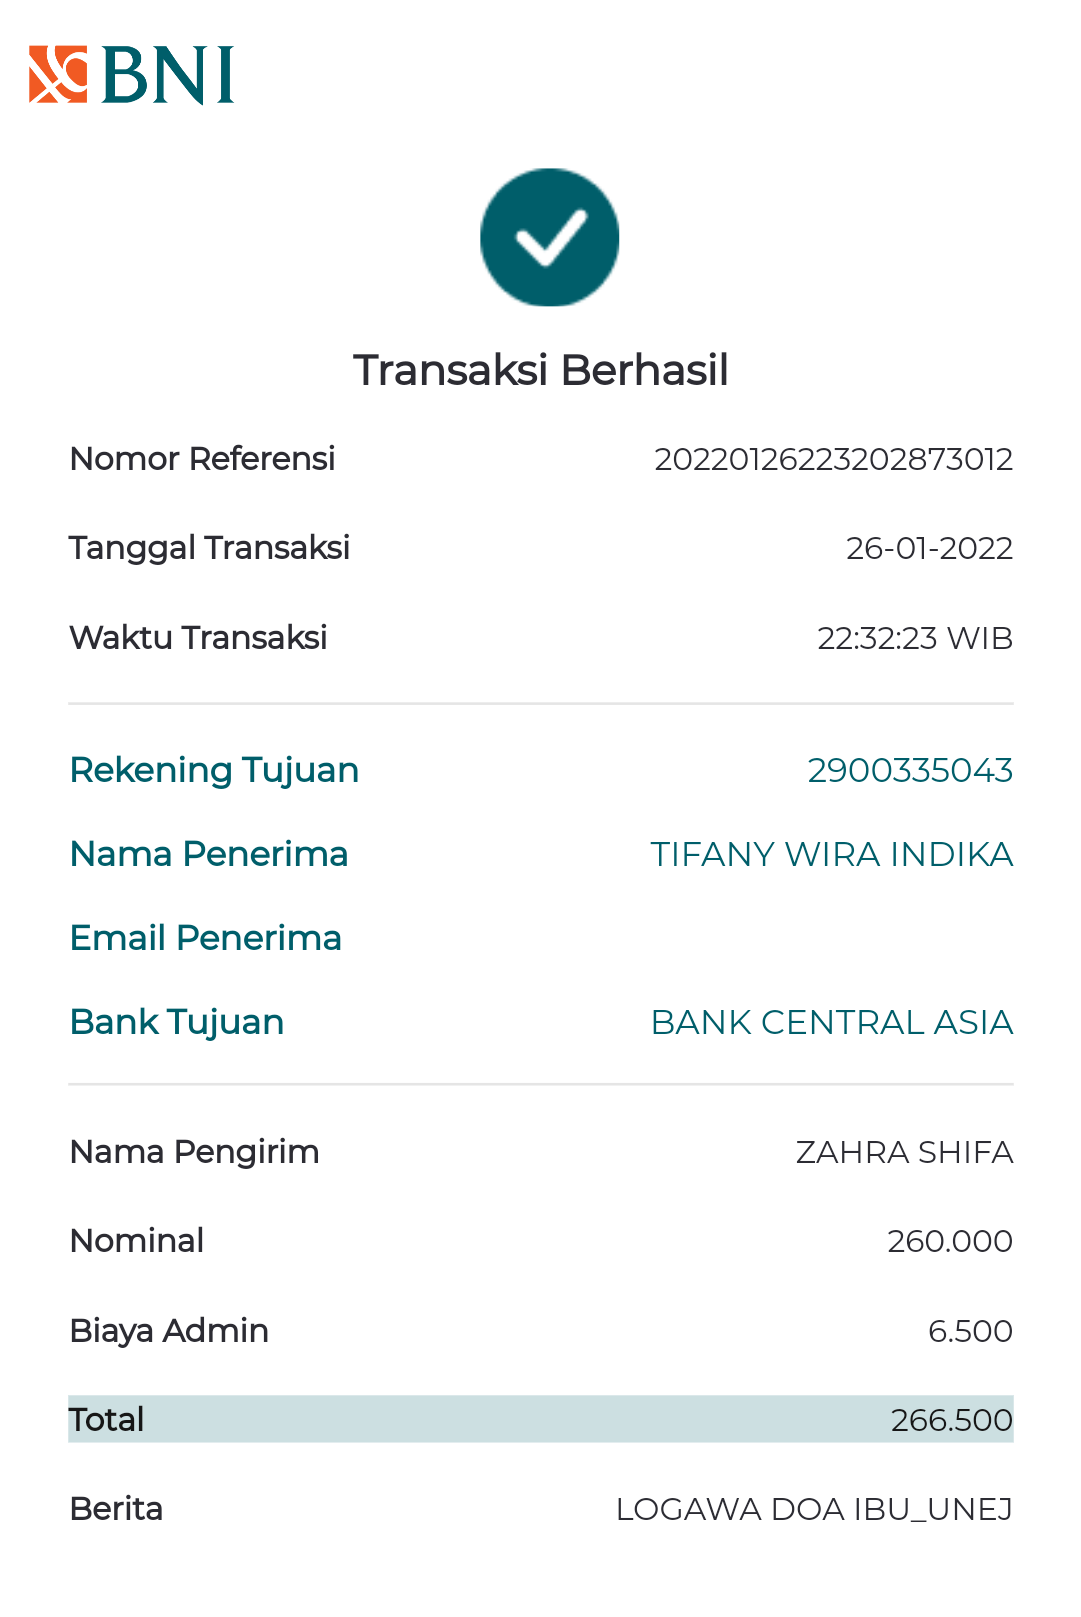 BNI
Transaksi Berhasil
Nomor Referensi 20220126223202873012
Tanggal Transaksi 26-01-2022
Waktu Transaksi 22:32:23 WIB
Rekening Tujuan 2900335043
Nama Penerima TIFANY WIRA INDIKA
Email Penerima
Bank Tujuan BANK CENTRAL ASIA
Nama Pengirim ZAHRA SHIFA
Nominal 260.000
Biaya Admin 6.500
Total 266.500
Berita LOGAWA DOA IBU_UNEJ